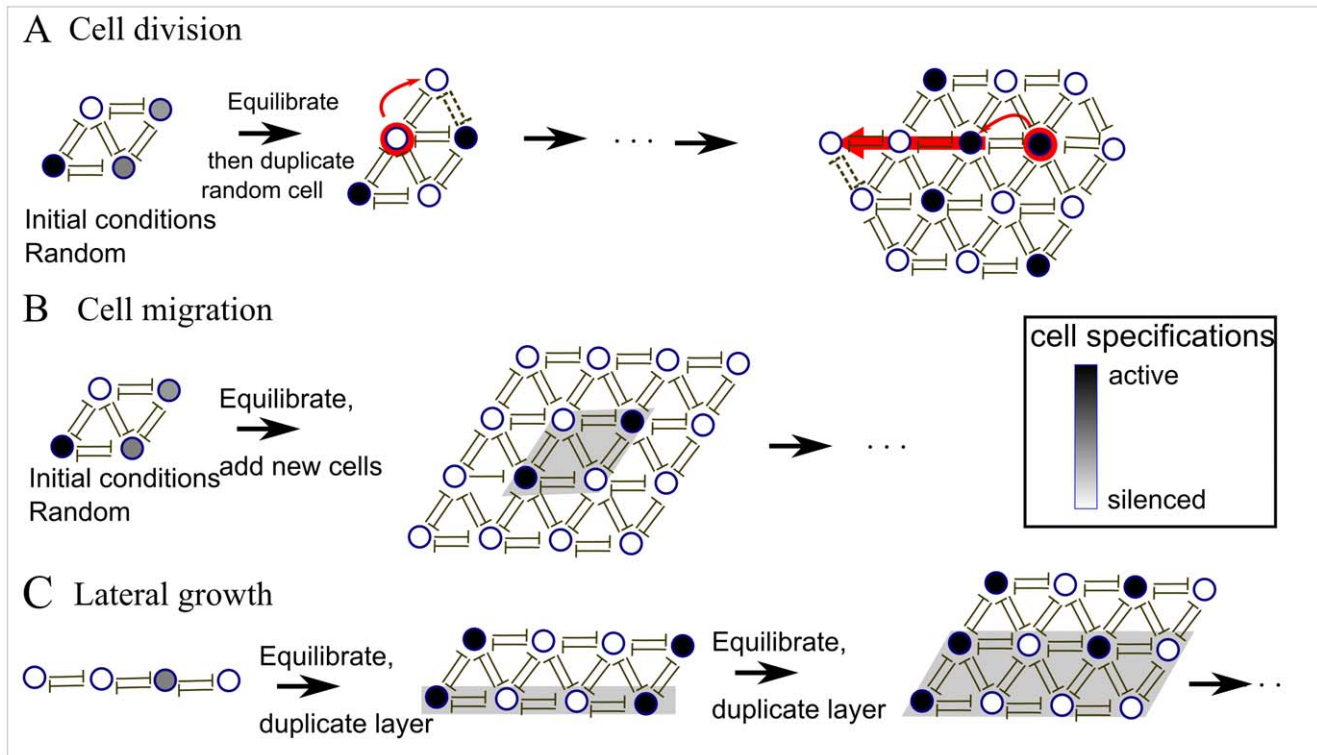 A Cell division
Equilibrate
then duplicate
random cell
. . .
Initial conditions
Random
B Cell migration
Equilibrate,
add new cells
. . .
Initial conditions
Random
cell specifications
active
silenced
C Lateral growth
Equilibrate,
duplicate layer
Equilibrate,
duplicate layer
. .